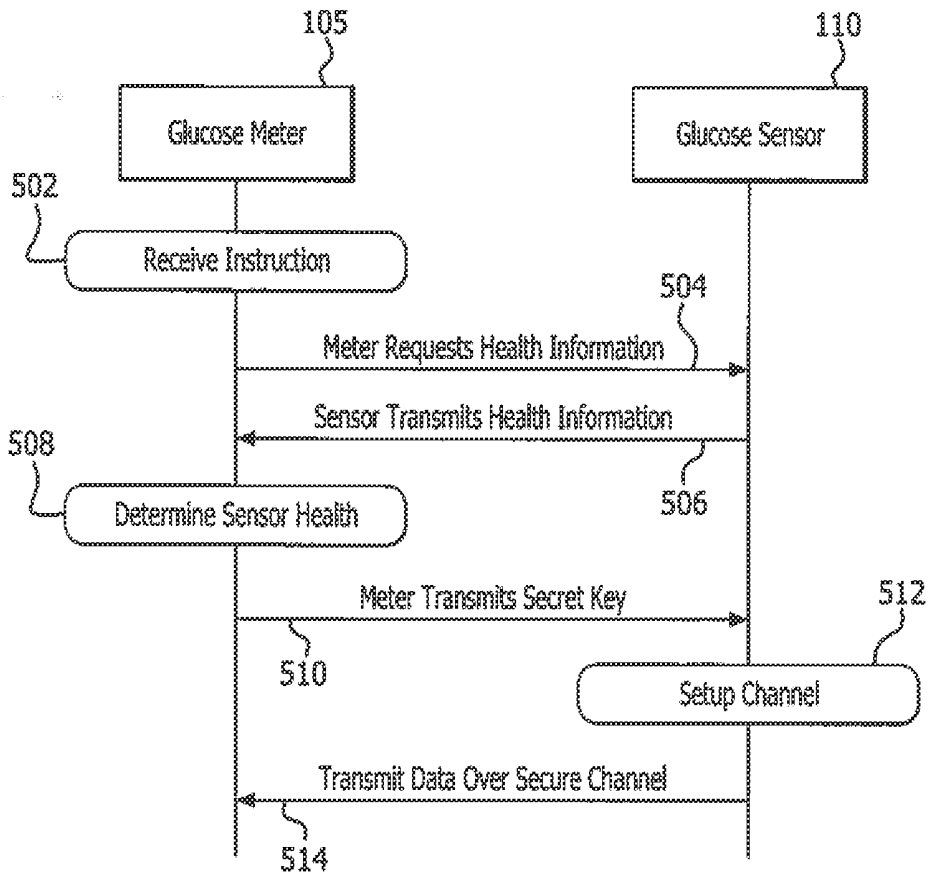 105
110
Glucose Meter
Glucose Sensor
502
Receive Instruction
504
Meter Requests Health Information
Sensor Transmits Health Information
506
508
Determine Sensor Health
Meter Transmits Secret Key
510
512
Setup Channel
Transmit Data Over Secure Channel
514